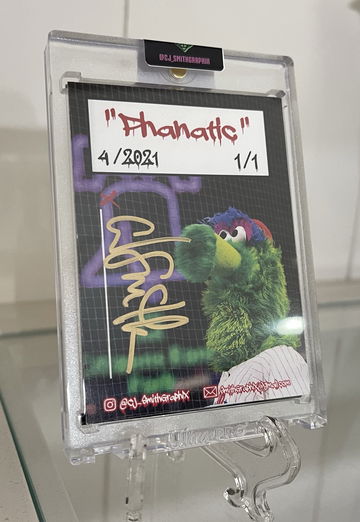 @CJ_SMITHGRAPHX
"Phanatic"
4/2021
1/1
@CJ_SmithGraphX